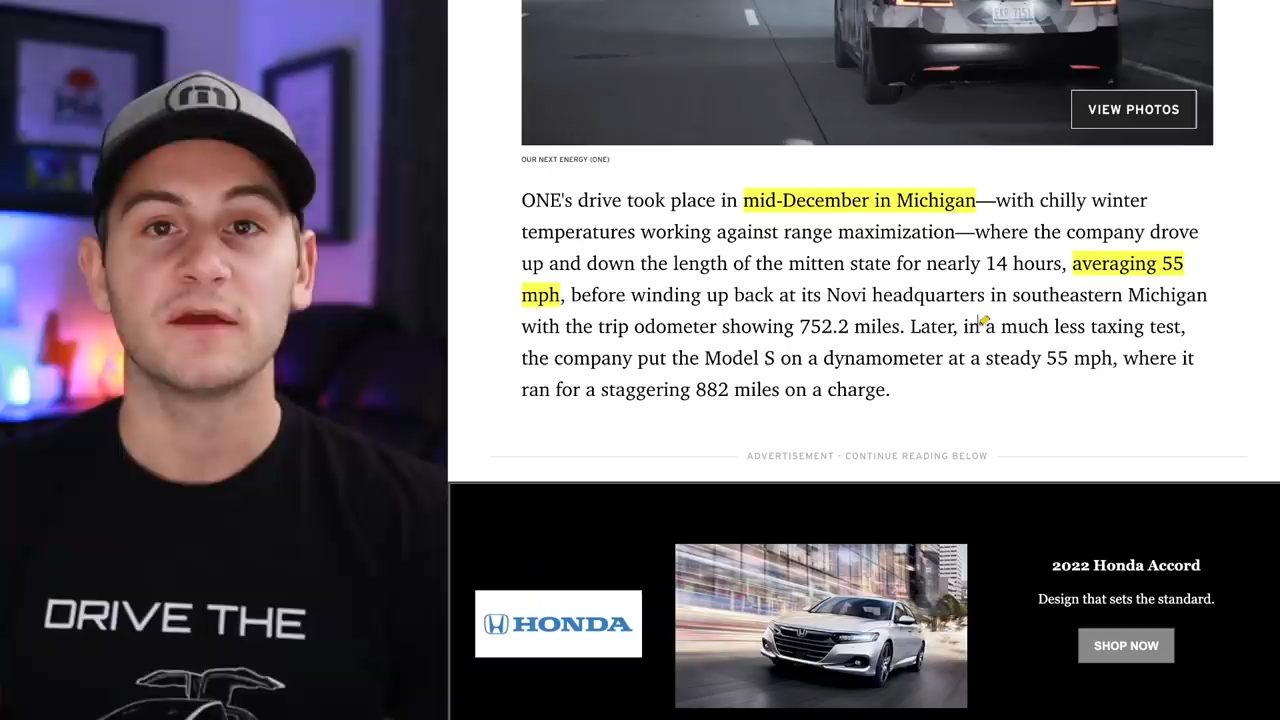 EKR 7151
VIEW PHOTOS
OUR NEXT ENERGY (ONE)
ONE's drive took place in mid-December in Michigan—with chilly winter
temperatures working against range maximization—where the company drove
up and down the length of the mitten state for nearly 14 hours, averaging 55
mph, before winding up back at its Novi headquarters in southeastern Michigan
with the trip odometer showing 752.2 miles. Later, in a much less taxing test,
the company put the Model S on a dynamometer at a steady 55 mph, where it
ran for a staggering 882 miles on a charge.
ADVERTISEMENT - CONTINUE READING BELOW
HONDA
2022 Honda Accord
Design that sets the standard.
SHOP NOW
DRIVE THE